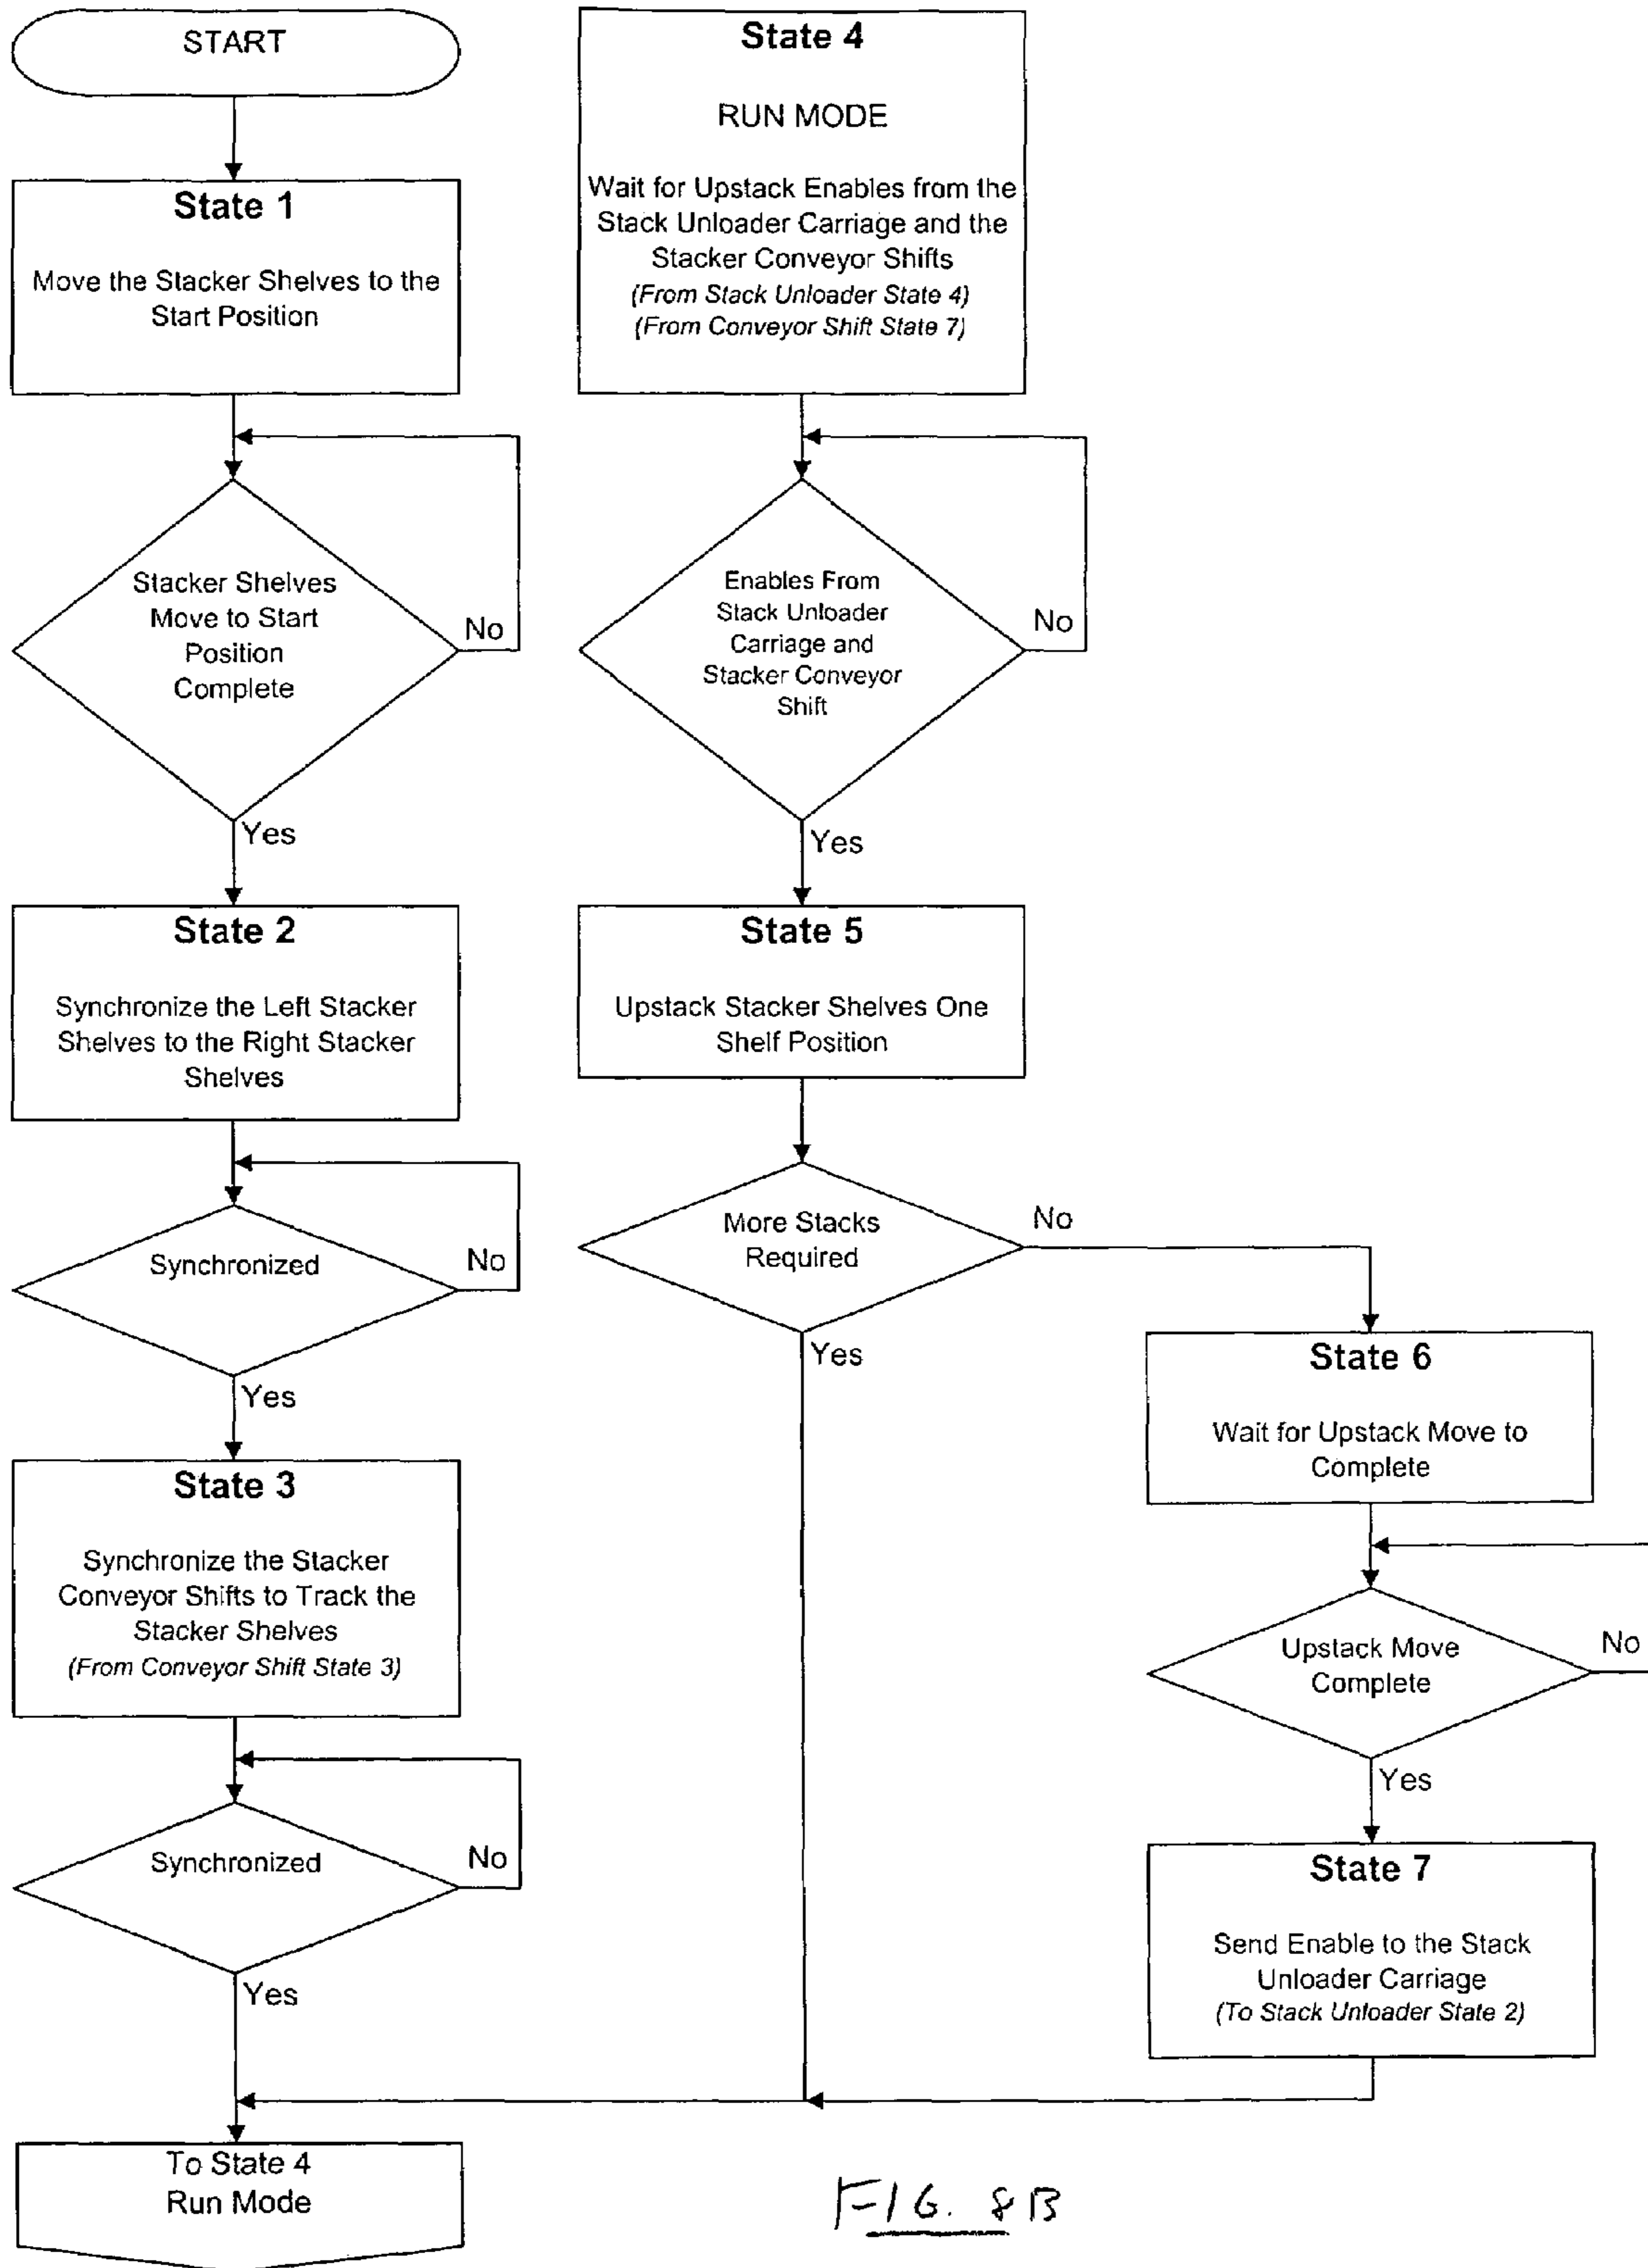 START
State 1
Move the Stacker Shelves to the
Start Position
Stacker Shelves
Move to Start
Position
Complete
No
Yes
State 2
Synchronize the Left Stacker
Shelves to the Right Stacker
Shelves
Synchronized
No
Yes
State 3
Synchronize the Stacker
Conveyor Shifts to Track the
Stacker Shelves
(From Conveyor Shift State 3)
Synchronized
No
Yes
To State 4
Run Mode
State 4
RUN MODE
Wait for Upstack Enables from the
Stack Unloader Carriage and the
Stacker Conveyor Shifts
(From Stack Unloader State 4)
(From Conveyor Shift State 7)
Enables From
Stack Unloader
Carriage and
Stacker Conveyor
Shift
No
Yes
State 5
Upstack Stacker Shelves One
Shelf Position
More Stacks
Required
No
Yes
State 6
Wait for Upstack Move to
Complete
Upstack Move
Complete
No
Yes
State 7
Send Enable to the Stack
Unloader Carriage
(To Stack Unloader State 2)
FIG. 8B